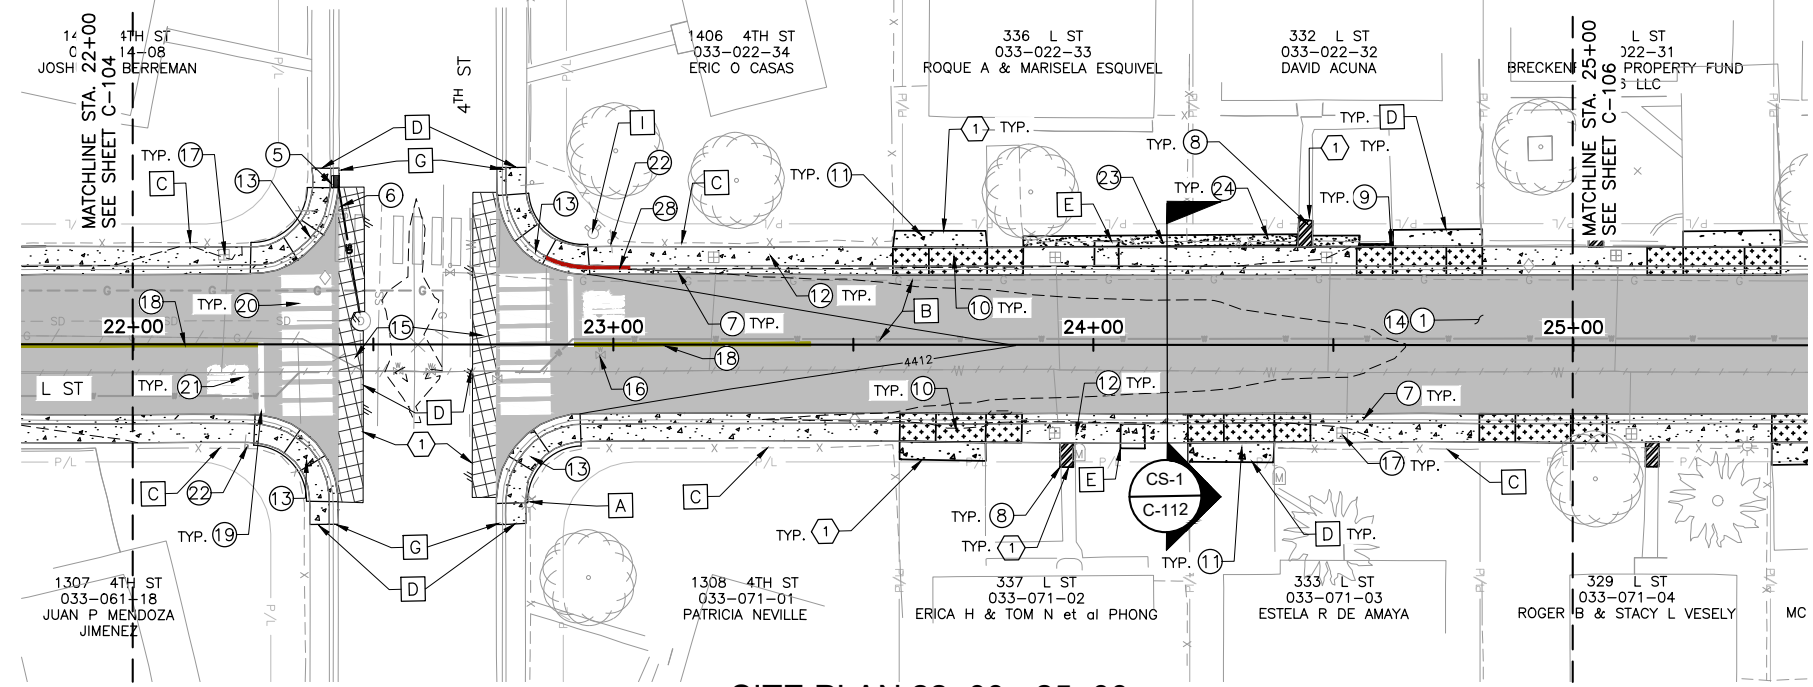 MATCHLINE STA. 22+00
SEE SHEET C-104
4TH ST
14-08
BERREMAN
4TH ST
1406 4TH ST
033-022-34
ERIC O CASAS
336 L ST
033-022-33
ROQUE A & MARISELA ESQUIVEL
332 L ST
033-022-32
DAVID ACUNA
L ST
022-31
PROPERTY FUND
LLC
MATCHLINE STA. 25+00
SEE SHEET C-106
P/L
P/L
P/L
D
G
I
22
C
28
5
6
13
TYP. 17
C
13
TYP. 11
1 TYP.
TYP. 8
1 TYP.
TYP. D
TYP. 9
23
TYP. 24
E
18
TYP. 20
22+00
15
23+00
7 TYP.
12 TYP.
B
10 TYP.
24+00
14 1
25+00
L ST
TYP. 21
D
1
16
18
4412
TYP. 10
12 TYP.
7 TYP.
C
22
13
TYP. 19
13
A
G
D
C
TYP. 1
TYP. 8
TYP. 1
E
CS-1
C-112
TYP. 11
D TYP.
17 TYP.
C
1307 4TH ST
033-061-18
JUAN P MENDOZA
JIMENEZ
1308 4TH ST
033-071-01
PATRICIA NEVILLE
337 L ST
033-071-02
ERICA H & TOM N et al PHONG
333 L ST
033-071-03
ESTELA R DE AMAYA
329 L ST
033-071-04
ROGER B & STACY L VESELY
MC